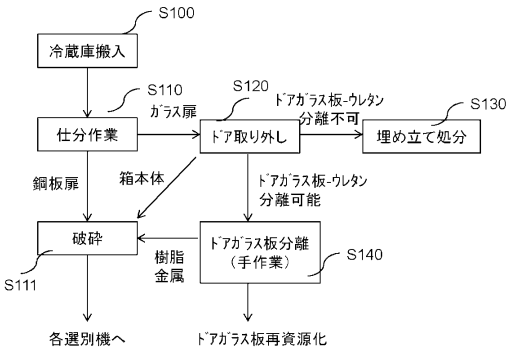 S100
冷蔵庫搬入
S110
S120
ガラス扉
ドアガラス板-ウレタン
分離不可
S130
仕分作業
ドア取り外し
埋め立て処分
鋼板扉
箱本体
ドアガラス板-ウレタン
分離可能
破砕
S111
樹脂
金属
ドアガラス板分離
(手作業)
S140
各選別機へ
ドアガラス板再資源化